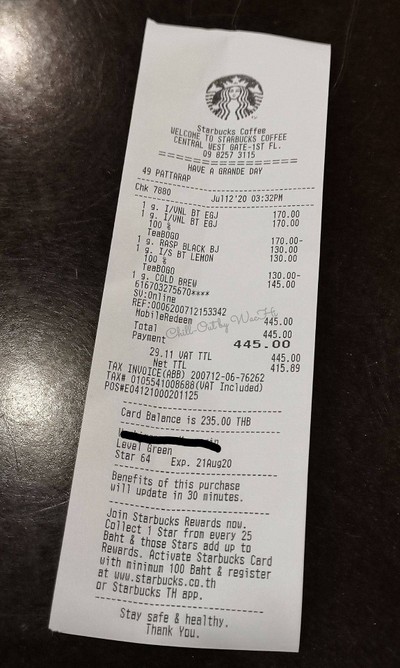 Starbucks Coffee
WELCOME TO STARBUCKS COFFEE
CENTRAL WEST GATE-1ST FL.
09 8257 3115
HAVE A GRANDE DAY
49 PATTARAP
Chk 7880 Jul12'20 03:32PM
1 g. I/VNL BT EGJ 170.00
1 g. I/VNL BT EGJ 170.00
100 %
TeaBOGO 170.00-
1 g. RASP BLACK BJ 130.00
1 g. I/S BT LEMON 130.00
100 %
TeaBOGO 130.00-
1 g. COLD BREW 145.00
616703275670****
SV:Online
REF:0006200712153342
MobileRedeem 445.00
Total 445.00
Payment 445.00
29.11 VAT TTL 445.00
Net TTL 415.89
TAX INVOICE(ABB) 200712-06-76262
TAX# 0105541008688(VAT Included)
POS#E04121000201125
Chill-Out by
Card Balance is 235.00 THB
Level Green
Star 64 Exp. 21Aug20
Benefits of this purchase
will update in 30 minutes.
Join Starbucks Rewards now.
Collect 1 Star from every 25
Baht & those Stars add up to
Rewards. Activate Starbucks Card
with minimum 100 Baht & register
at www.starbucks.co.th
or Starbucks TH app.
Stay safe & healthy.
Thank You.